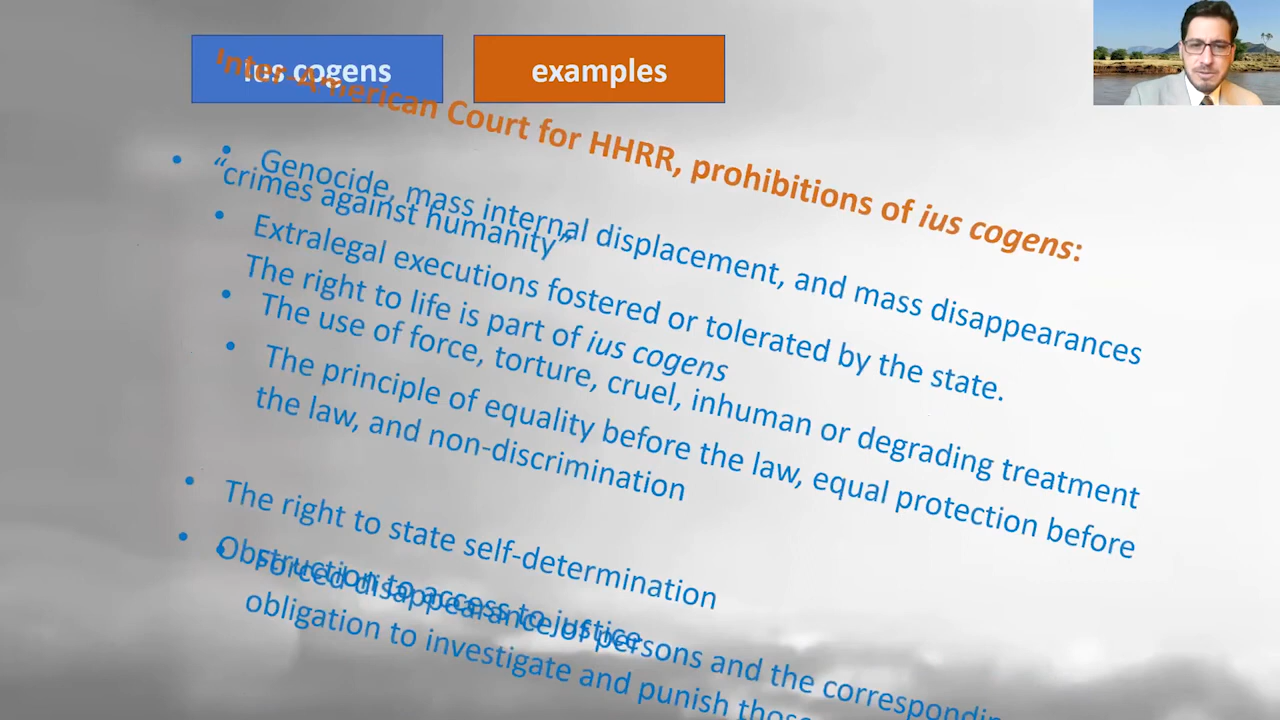 ius cogens
examples
Inter-American Court for HHRR, prohibitions of ius cogens:
• Genocide, mass internal displacement, and mass disappearances
• “crimes against humanity”
• Extralegal executions fostered or tolerated by the state.
The right to life is part of ius cogens
• The use of force, torture, cruel, inhuman or degrading treatment
• The principle of equality before the law, equal protection before
the law, and non-discrimination
• The right to state self-determination
• Obstruction to access to justice
• Forced disappearance of persons and the
obligation to investigate and punish